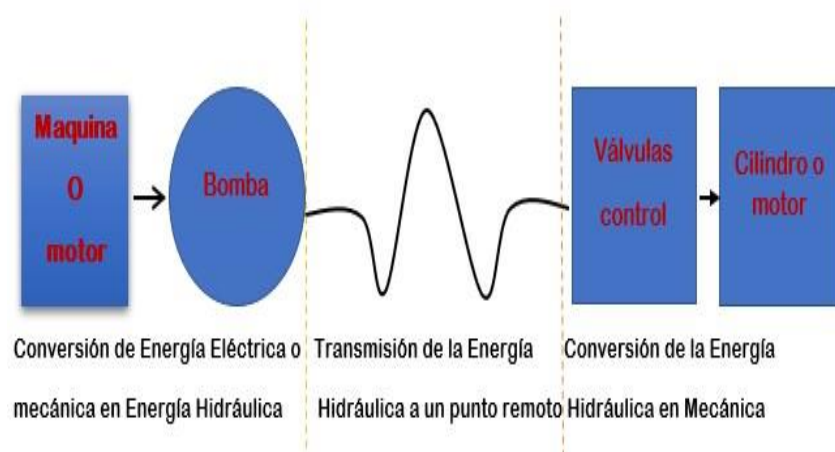 Maquina
O
motor
Bomba
Válvulas
control
Cilindro o
motor
Conversión de Energía Eléctrica o
mecánica en Energía Hidráulica
Transmisión de la Energía
Hidráulica a un punto remoto
Conversión de la Energía
Hidráulica en Mecánica